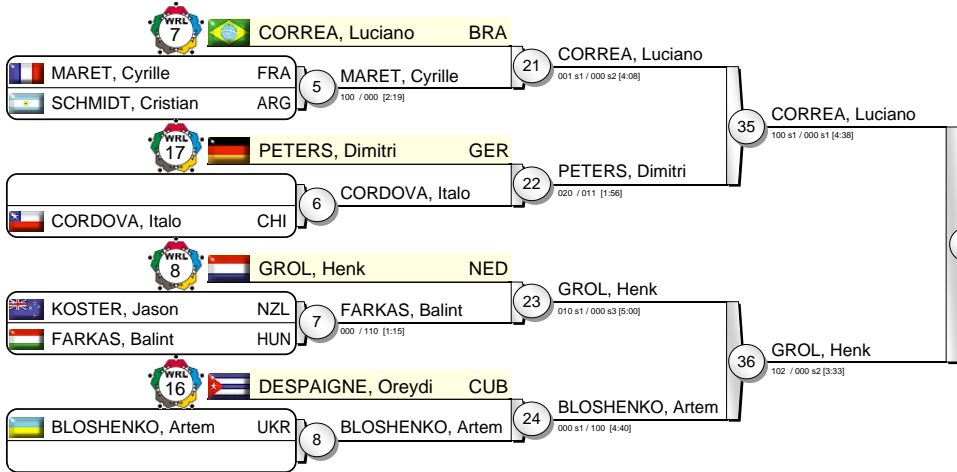 WRL
7
CORREA, Luciano BRA
MARET, Cyrille FRA
SCHMIDT, Cristian ARG
5
MARET, Cyrille
100 / 000 [2:19]
21
CORREA, Luciano
001 s1 / 000 s2 [4:08]
WRL
17
PETERS, Dimitri GER
CORDOVA, Italo CHI
6
CORDOVA, Italo
22
PETERS, Dimitri
020 / 011 [1:56]
35
CORREA, Luciano
100 s1 / 000 s1 [4:38]
WRL
8
GROL, Henk NED
KOSTER, Jason NZL
FARKAS, Balint HUN
7
FARKAS, Balint
000 / 110 [1:15]
23
GROL, Henk
010 s1 / 000 s3 [5:00]
WRL
16
DESPAIGNE, Oreydi CUB
BLOSHENKO, Artem UKR
8
BLOSHENKO, Artem
24
BLOSHENKO, Artem
000 s1 / 100 [4:40]
36
GROL, Henk
102 / 000 s2 [3:33]